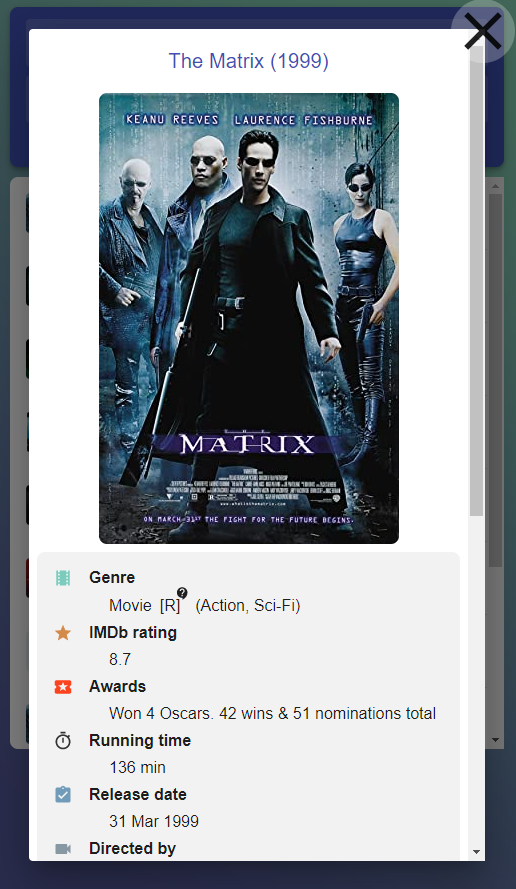 The Matrix (1999)
KEANU REEVES LAURENCE FISHBURNE
THE
MATRIX
ON MARCH 31ST THE FIGHT FOR THE FUTURE BEGINS.
Genre
Movie [R]? (Action, Sci-Fi)
IMDb rating
8.7
Awards
Won 4 Oscars. 42 wins & 51 nominations total
Running time
136 min
Release date
31 Mar 1999
Directed by